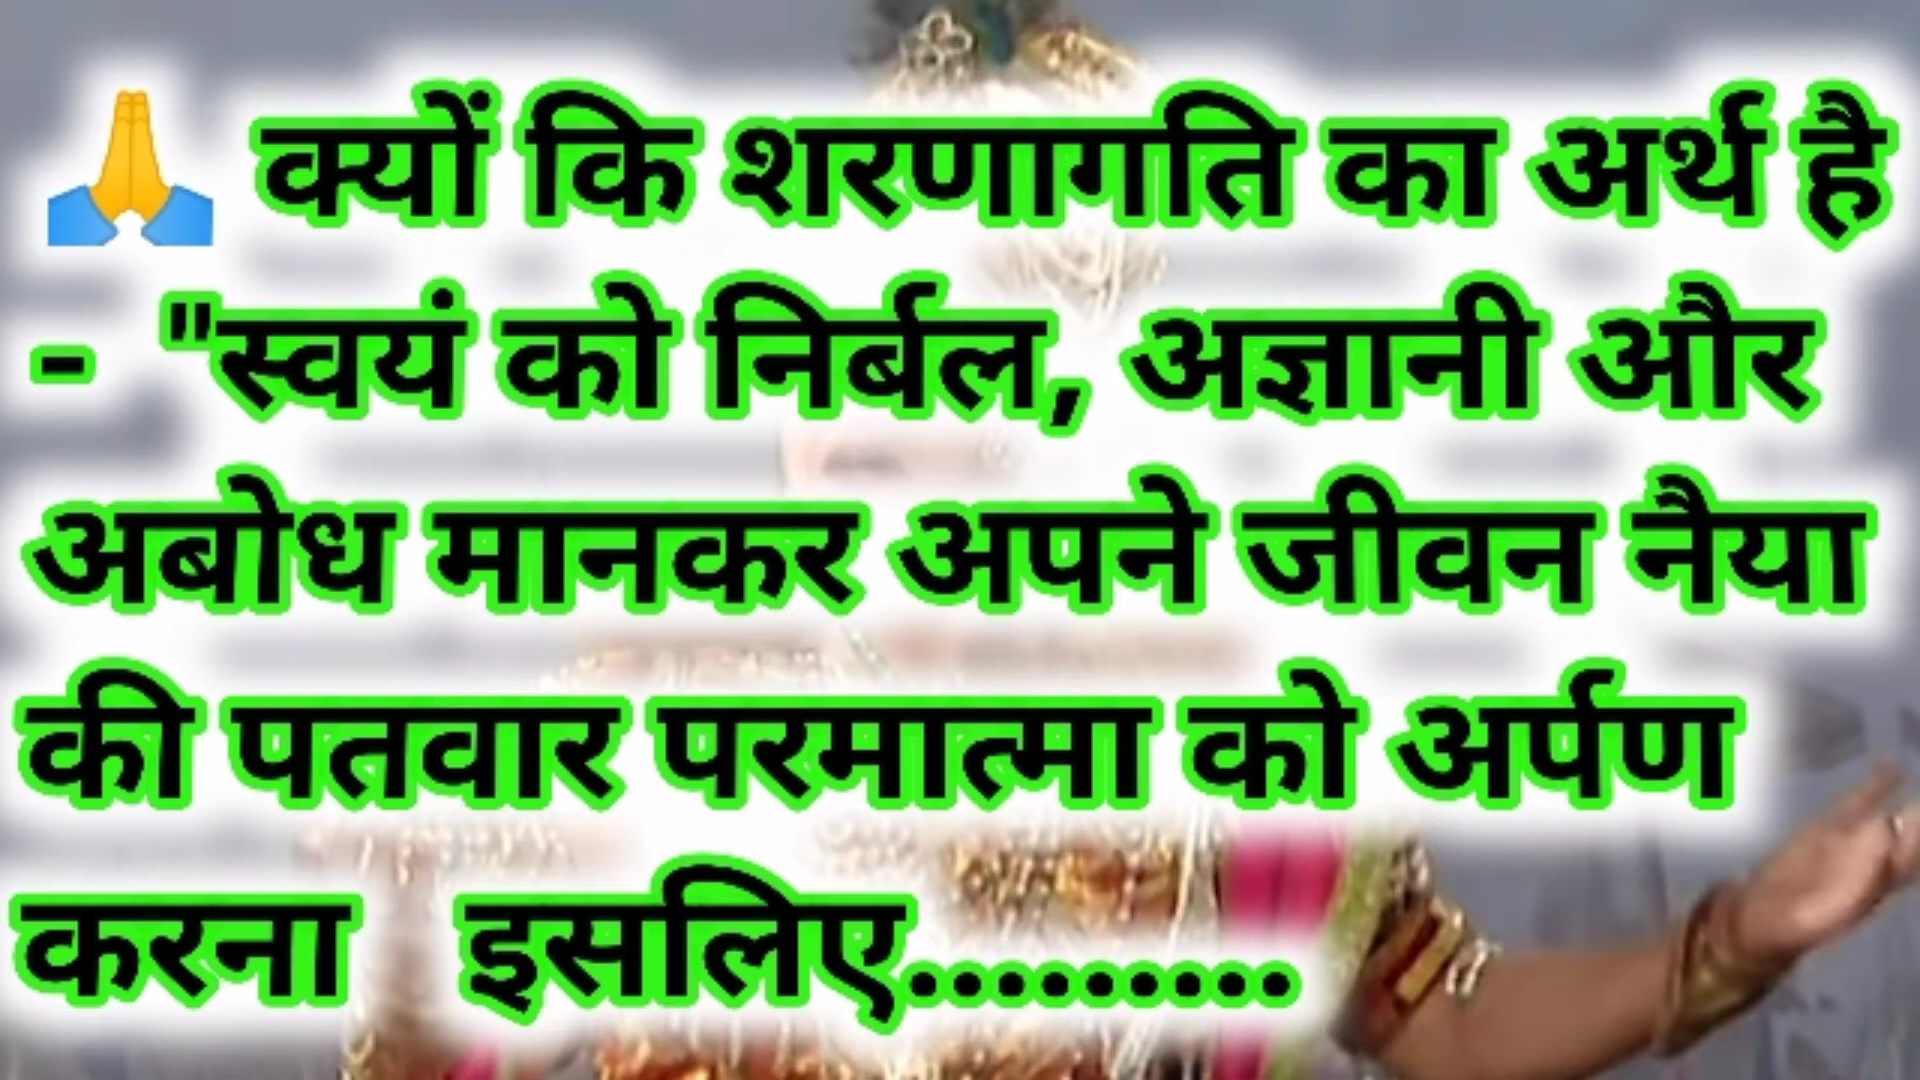 🙏 क्यों कि शरणागति का अर्थ है
- "स्वयं को निर्बल, अज्ञानी और
अबोध मानकर अपने जीवन नैया
की पतवार परमात्मा को अर्पण
करना इसलिए..........